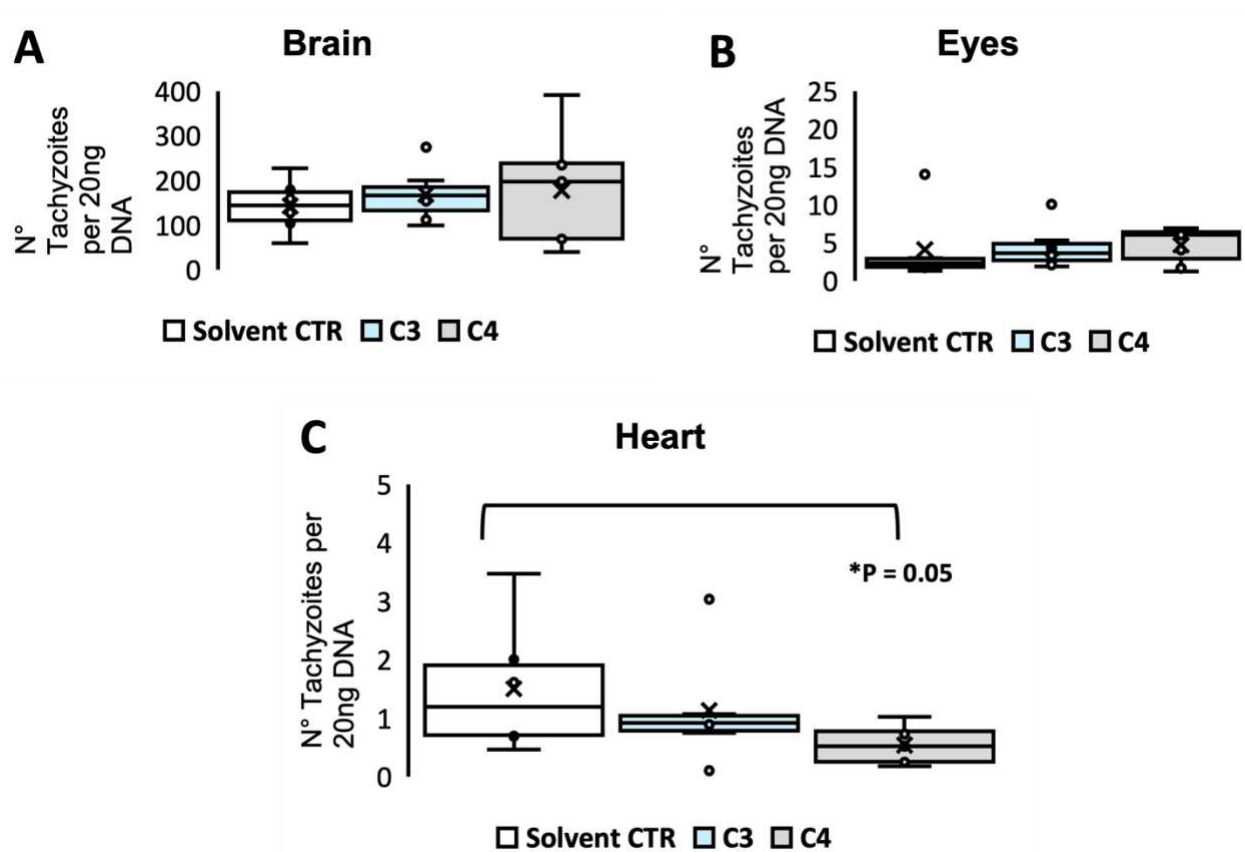 A
Brain
N°
Tachyzoites
per 20ng
DNA
400
300
200
100
0
Solvent CTR C3 C4
B
Eyes
N°
Tachyzoites
per 20ng DNA
25
20
15
10
5
0
Solvent CTR C3 C4
C
Heart
N° Tachyzoites per
20ng DNA
5
4
3
2
1
0
*P = 0.05
Solvent CTR C3 C4